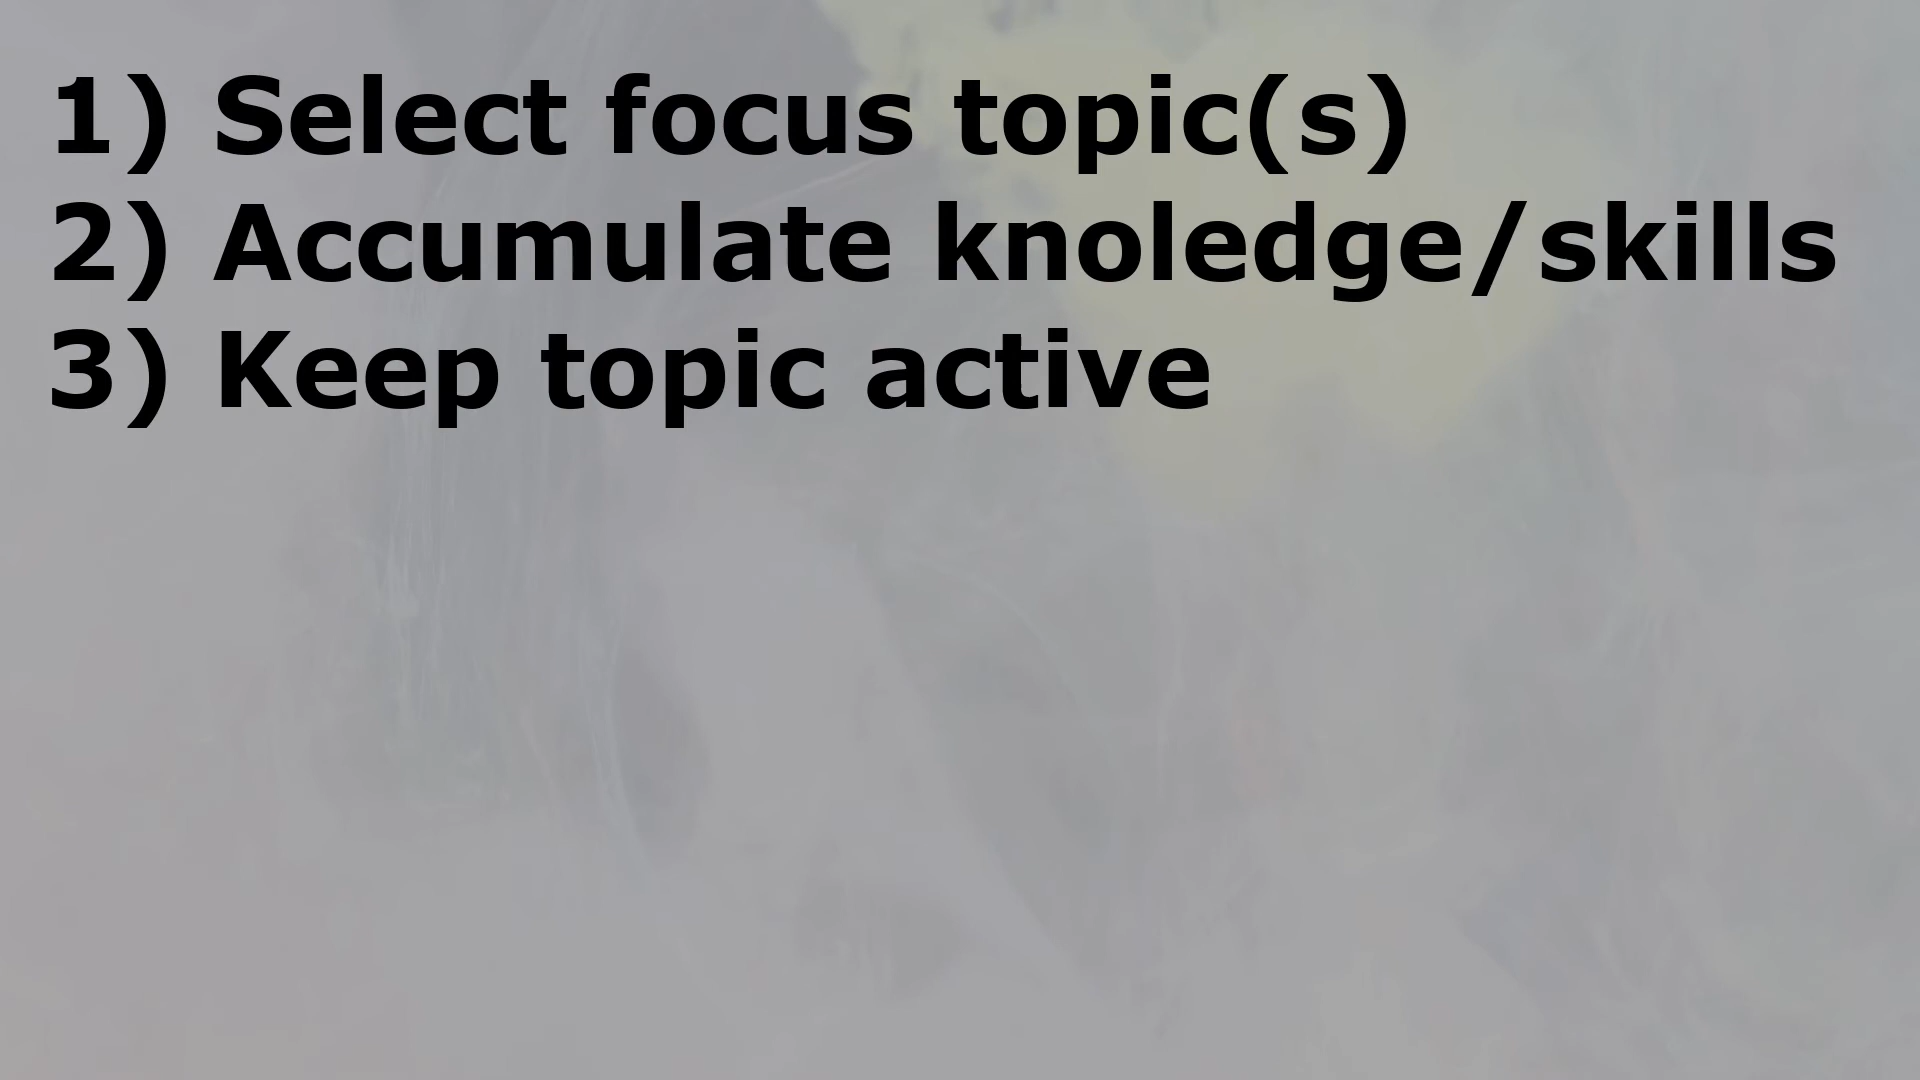 1) Select focus topic(s)
2) Accumulate knoledge/skills
3) Keep topic active